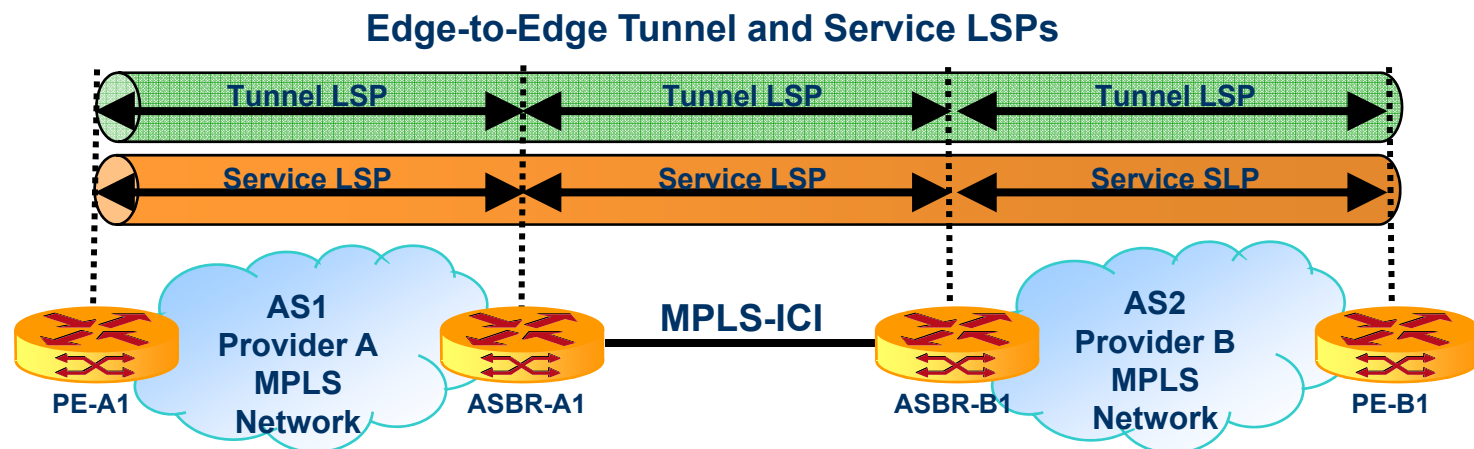 Edge-to-Edge Tunnel and Service LSPs
Tunnel LSP
Tunnel LSP
Tunnel LSP
Service LSP
Service LSP
Service SLP
AS1
Provider A
MPLS
Network
MPLS-ICI
AS2
Provider B
MPLS
Network
PE-A1
ASBR-A1
ASBR-B1
PE-B1